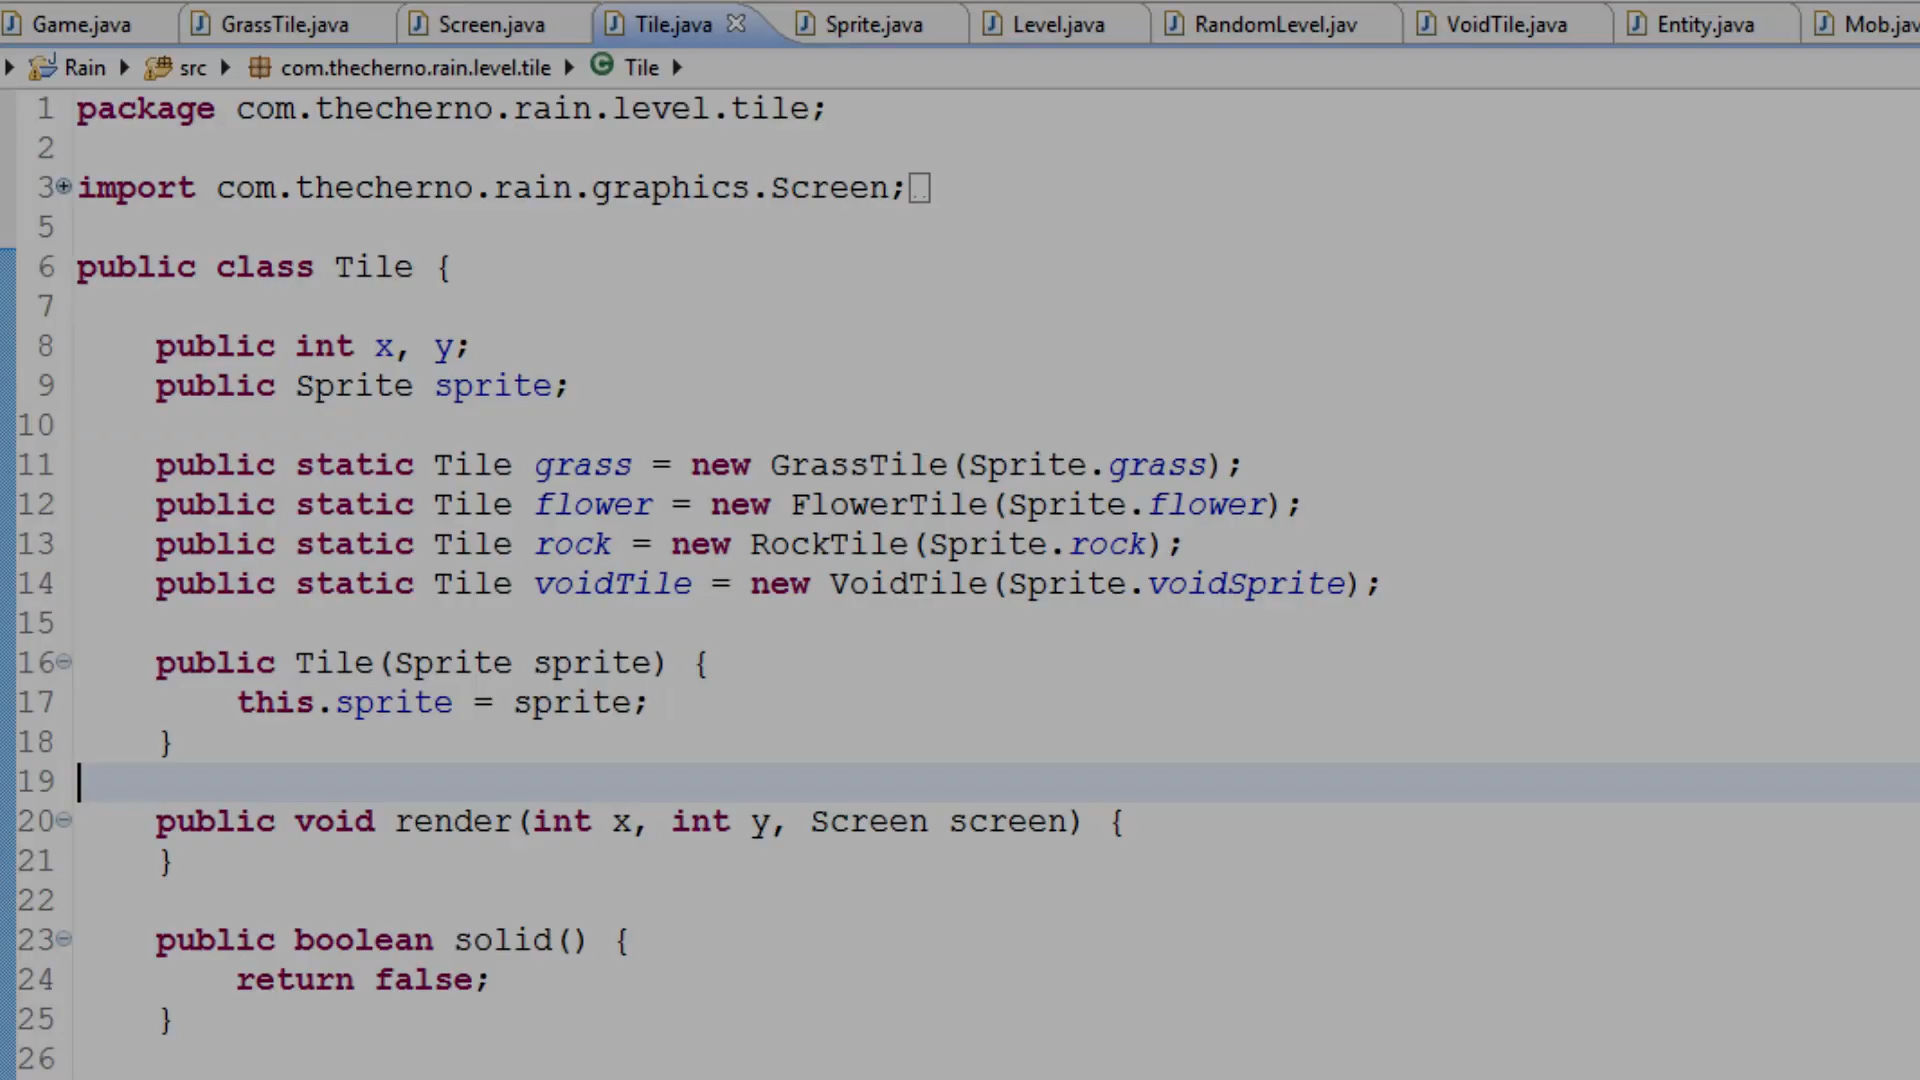 Game.java GrassTile.java Screen.java Tile.java Sprite.java Level.java RandomLevel.jav VoidTile.java Entity.java Mob.jav
Rain src com.thecherno.rain.level.tile Tile
1 package com.thecherno.rain.level.tile;
2
3 import com.thecherno.rain.graphics.Screen;
5
6 public class Tile {
7
8 public int x, y;
9 public Sprite sprite;
10
11 public static Tile grass = new GrassTile(Sprite.grass);
12 public static Tile flower = new FlowerTile(Sprite.flower);
13 public static Tile rock = new RockTile(Sprite.rock);
14 public static Tile voidTile = new VoidTile(Sprite.voidSprite);
15
16 public Tile(Sprite sprite) {
17 this.sprite = sprite;
18 }
19
20 public void render(int x, int y, Screen screen) {
21 }
22
23 public boolean solid() {
24 return false;
25 }
26